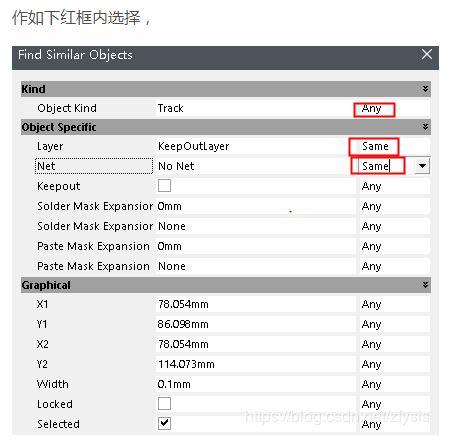 作如下红框内选择，
Find Similar Objects
Kind
Object Kind Track Any
Object Specific
Layer KeepOutLayer Same
Net No Net Same
Keepout Any
Solder Mask Expansion 0mm Any
Solder Mask Expansion None Any
Paste Mask Expansion 0mm Any
Paste Mask Expansion None Any
Graphical
X1 78.054mm Any
Y1 86.098mm Any
X2 78.054mm Any
Y2 114.073mm Any
Width 0.1mm Any
Locked Any
Selected Any
https://blog.csdn.net/zlysls